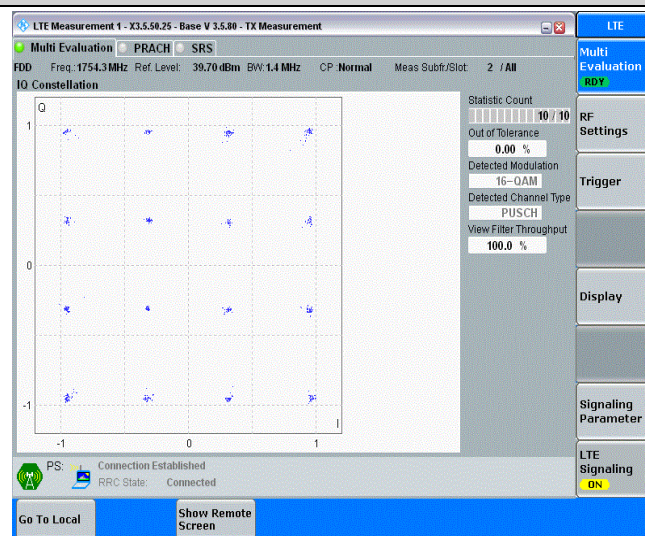 LTE Measurement 1 - X3.5.50.25 - Base V 3.5.80 - TX Measurement
LTE
Multi Evaluation PRACH SRS
FDD Freq.: 1754.3 MHz Ref. Level: 39.70 dBm BW: 1.4 MHz CP : Normal Meas Subfr./Slot: 2 / All
IQ Constellation
Q
1
0
-1
-1 0 1
I
Statistic Count
10 / 10
Out of Tolerance
0.00 %
Detected Modulation
16-QAM
Detected Channel Type
PUSCH
View Filter Throughput
100.0 %
Multi
Evaluation
RDY
RF
Settings
Trigger
Display
Signaling
Parameter
LTE
Signaling
ON
PS: Connection Established
RRC State: Connected
Go To Local
Show Remote
Screen